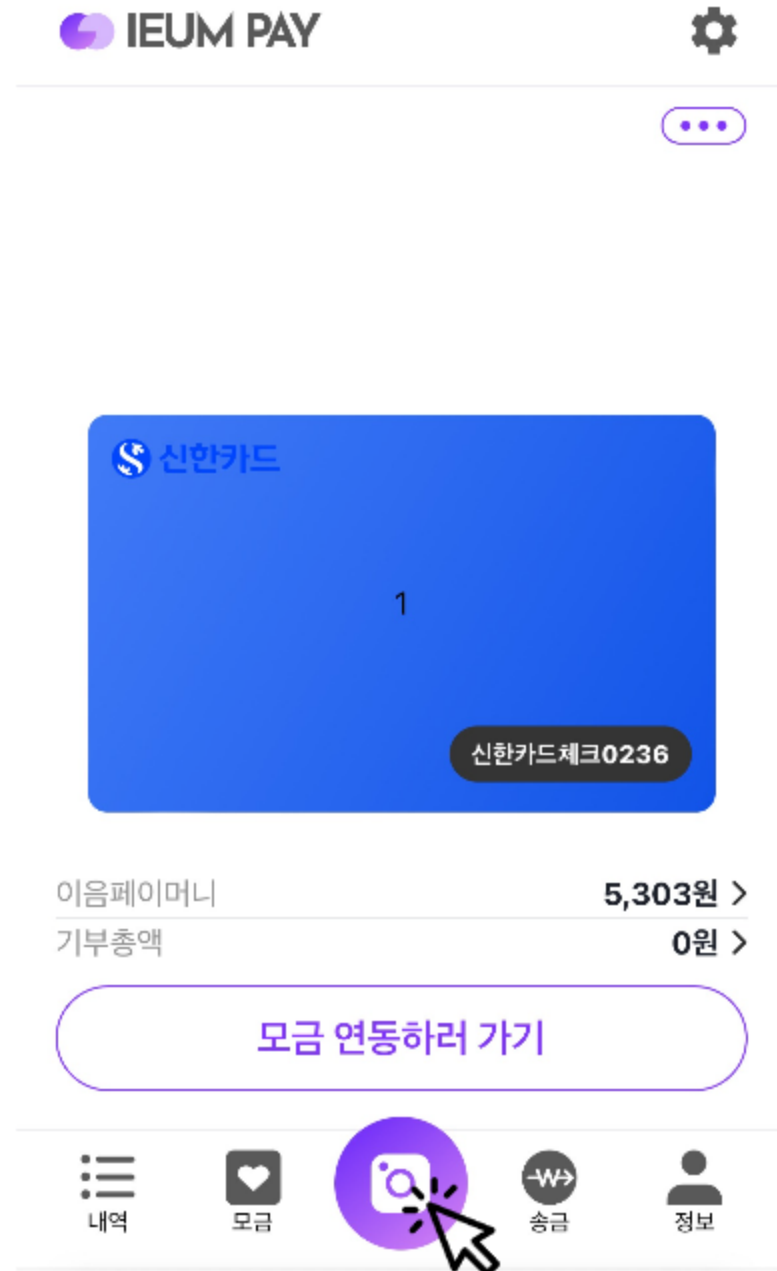 IEUM PAY
신한카드
1
신한카드체크0236
이음페이머니 5,303원
기부총액 0원
모금 연동하러 가기
내역 모금 송금 정보